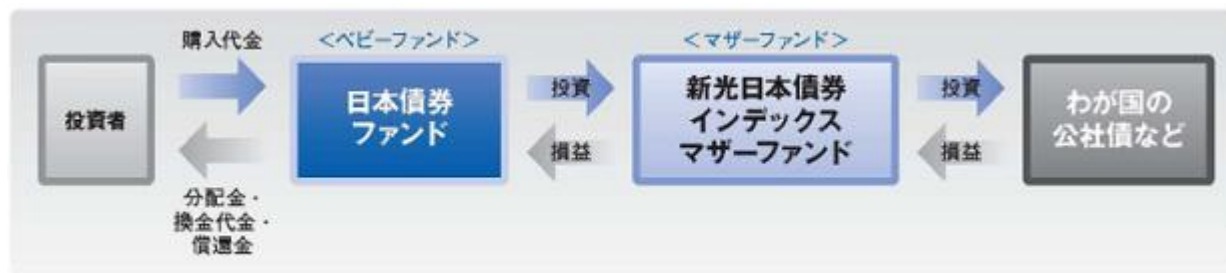 購入代金
<ベビーファンド>
<マザーファンド>
投資者
日本債券
ファンド
投資
損益
新光日本債券
インデックス
マザーファンド
投資
損益
わが国の
公社債など
分配金・
換金代金・
償還金